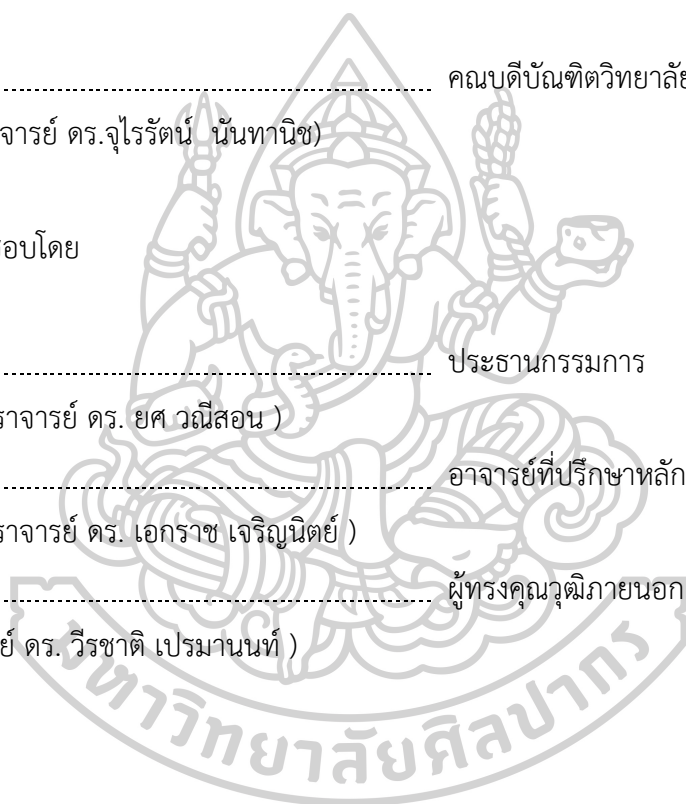 คณบดีบัณฑิตวิทยาลัย
จารย์ ดร.จุไรรัตน์ นันทานิช)
อบโดย
ประธานกรรมการ
ราจารย์ ดร. ยศ วณีสอน )
อาจารย์ที่ปรึกษาหลัก
ราจารย์ ดร. เอกราช เจริญนิตย์ )
ผู้ทรงคุณวุฒิภายนอก
ย์ ดร. วีรชาติ เปรมานนท์ )
มหาวิทยาลัยศิลปากร